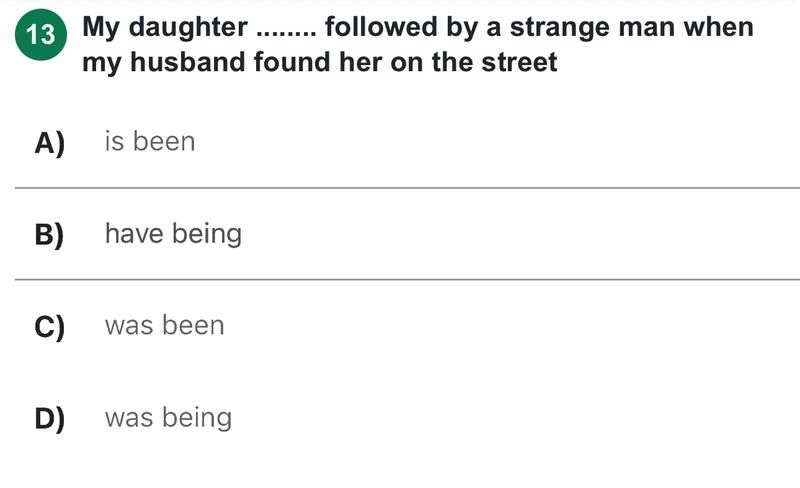 13 My daughter ........ followed by a strange man when
my husband found her on the street
A) is been
B) have being
C) was been
D) was being